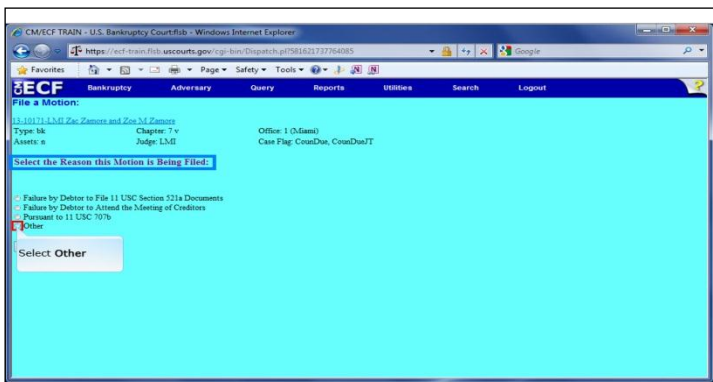 CM/ECF TRAIN - U.S. Bankruptcy Court:flsb - Windows Internet Explorer
https://ecf-train.flsb.uscourts.gov/cgi-bin/Dispatch.pl?581621737764085
Google
Favorites Page Safety Tools
ECF Bankruptcy Adversary Query Reports Utilities Search Logout
File a Motion:
13-10171-LMI Zac Zamora and Zoe M Zamora
Type: bk Chapter: 7 v Office: 1 (Miami)
Assets: n Judge: LMI Case Flag: CounDue, CounDueJT
Select the Reason this Motion is Being Filed:
Failure by Debtor to File 11 USC Section 521a Documents
Failure by Debtor to Attend the Meeting of Creditors
Pursuant to 11 USC 707b
Other
Select Other